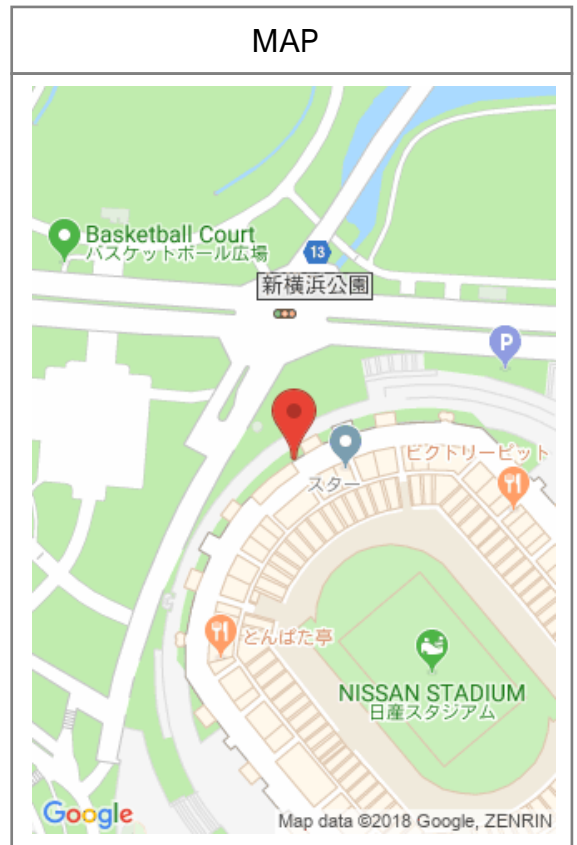 MAP
Basketball Court
バスケットボール広場
13
新横浜公園
P
ビクトリーピット
スター
とんぱた亭
NISSAN STADIUM
日産スタジアム
Google
Map data ©2018 Google, ZENRIN